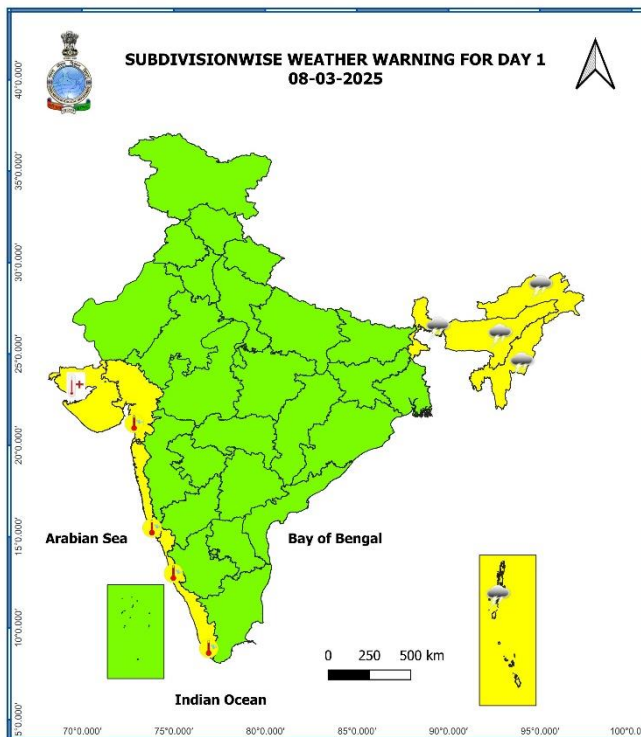 SUBDIVISIONWISE WEATHER WARNING FOR DAY 1
08-03-2025
40°0.000'
35°0.000'
30°0.000'
25°0.000'
20°0.000'
15°0.000'
10°0.000'
5°0.000'
Arabian Sea
Bay of Bengal
0 250 500 km
Indian Ocean
70°0.000' 75°0.000' 80°0.000' 85°0.000' 90°0.000' 95°0.000' 100°0.0